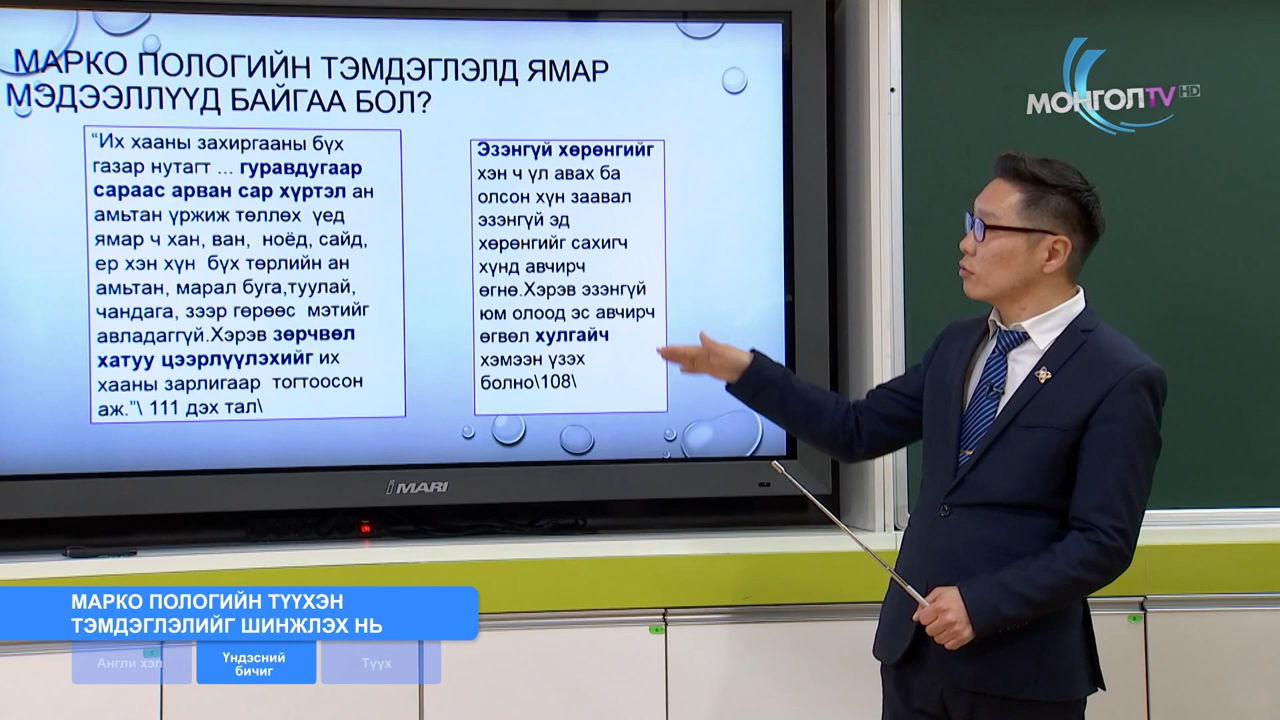 МАРКО ПОЛОГИЙН ТЭМДЭГЛЭЛД ЯМАР
МЭДЭЭЛЛҮҮД БАЙГАА БОЛ?
“Их хааны захиргааны бүх
газар нутагт ... гуравдугаар
сараас арван сар хүртэл ан
амьтан үржиж төллөх үед
ямар ч хан, ван, ноёд, сайд,
ер хэн хүн бүх төрлийн ан
амьтан, марал буга,туулай,
чандага, зээр гөрөөс мэтийг
авладаггүй.Хэрэв зөрчвөл
хатуу цээрлүүлэхийг их
хааны зарлигаар тогтоосон
аж.”\ 111 дэх тал\
Эзэнгүй хөрөнгийг
хэн ч үл авах ба
олсон хүн заавал
эзэнгүй эд
хөрөнгийг сахигч
хүнд авчирч
өгнө.Хэрэв эзэнгүй
юм олоод эс авчирч
өгвөл хулгайч
хэмээн үзэх
болно\108\
МОНГОЛTV HD
iMARI
МАРКО ПОЛОГИЙН ТҮҮХЭН
ТЭМДЭГЛЭЛИЙГ ШИНЖЛЭХ НЬ
Англи хэл
Үндэсний
бичиг
Түүх